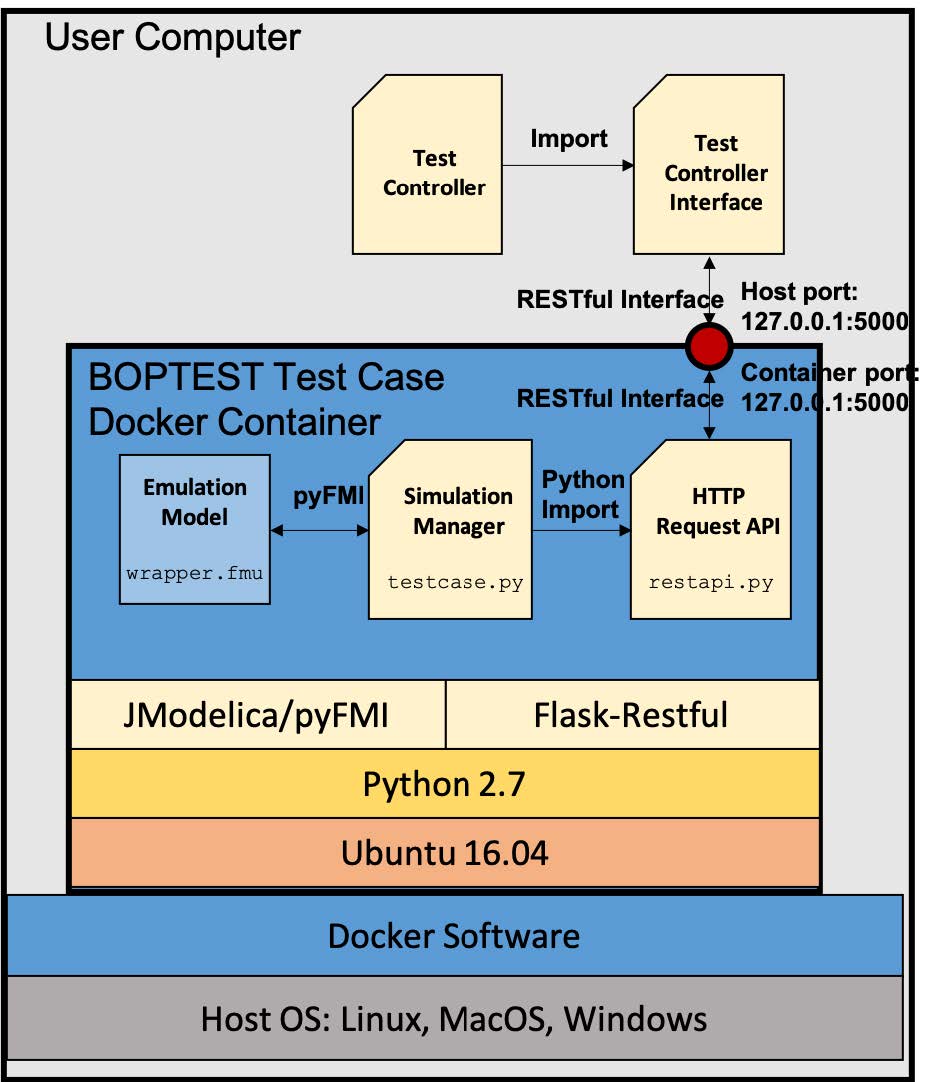 User Computer
Test
Controller
Import
Test
Controller
Interface
RESTful Interface
Host port:
127.0.0.1:5000
BOPTEST Test Case
Docker Container
RESTful Interface
Container port:
127.0.0.1:5000
Emulation
Model
wrapper.fmu
pyFMI
Simulation
Manager
testcase.py
Python
Import
HTTP
Request API
restapi.py
JModelica/pyFMI
Flask-Restful
Python 2.7
Ubuntu 16.04
Docker Software
Host OS: Linux, MacOS, Windows